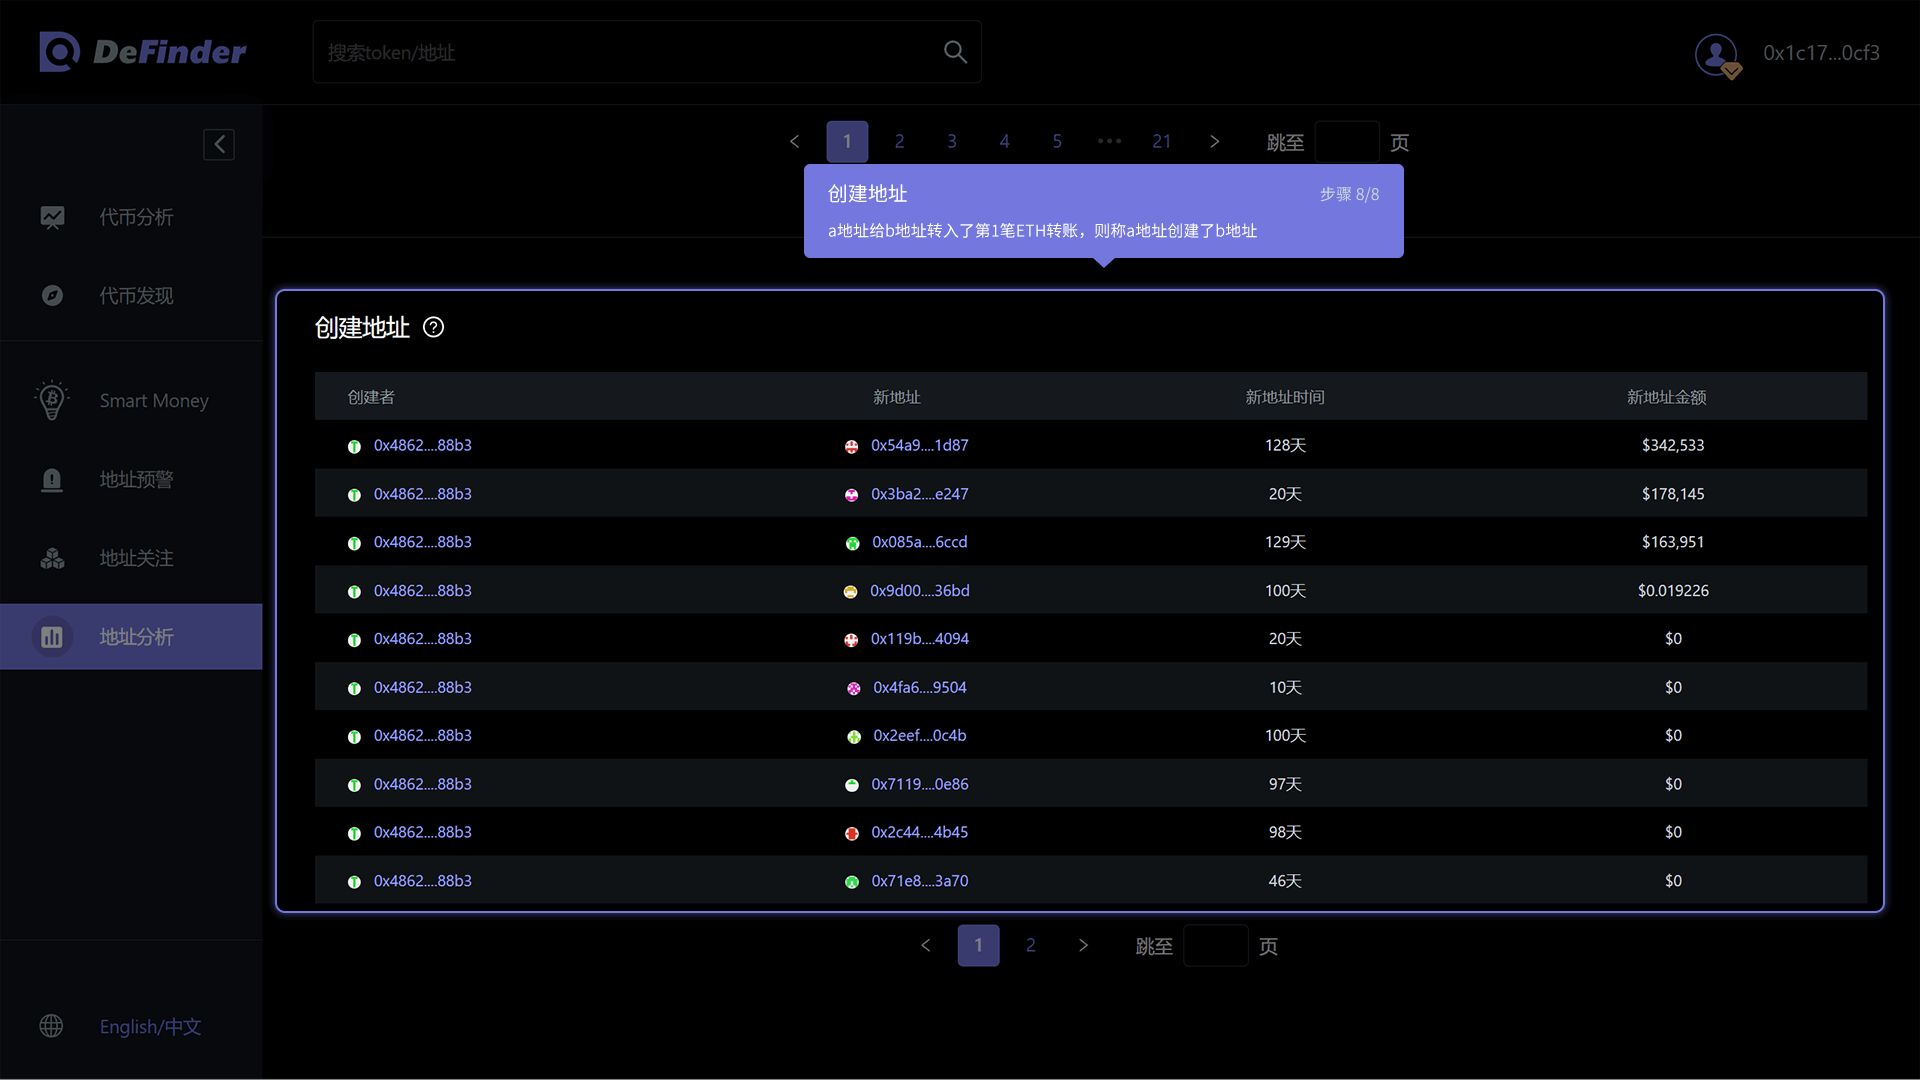 DeFinder
搜索token/地址
0x1c17...0cf3
1 2 3 4 5 ••• 21 跳至 页
创建地址 步骤 8/8
a地址给b地址转入了第1笔ETH转账，则称a地址创建了b地址
代币分析
代币发现
Smart Money
地址预警
地址关注
地址分析
English/中文
创建地址
创建者 新地址 新地址时间 新地址金额
0x4862....88b3 0x54a9....1d87 128天 $342,533
0x4862....88b3 0x3ba2....e247 20天 $178,145
0x4862....88b3 0x085a....6ccd 129天 $163,951
0x4862....88b3 0x9d00....36bd 100天 $0.019226
0x4862....88b3 0x119b....4094 20天 $0
0x4862....88b3 0x4fa6....9504 10天 $0
0x4862....88b3 0x2eef....0c4b 100天 $0
0x4862....88b3 0x7119....0e86 97天 $0
0x4862....88b3 0x2c44....4b45 98天 $0
0x4862....88b3 0x71e8....3a70 46天 $0
1 2 跳至 页